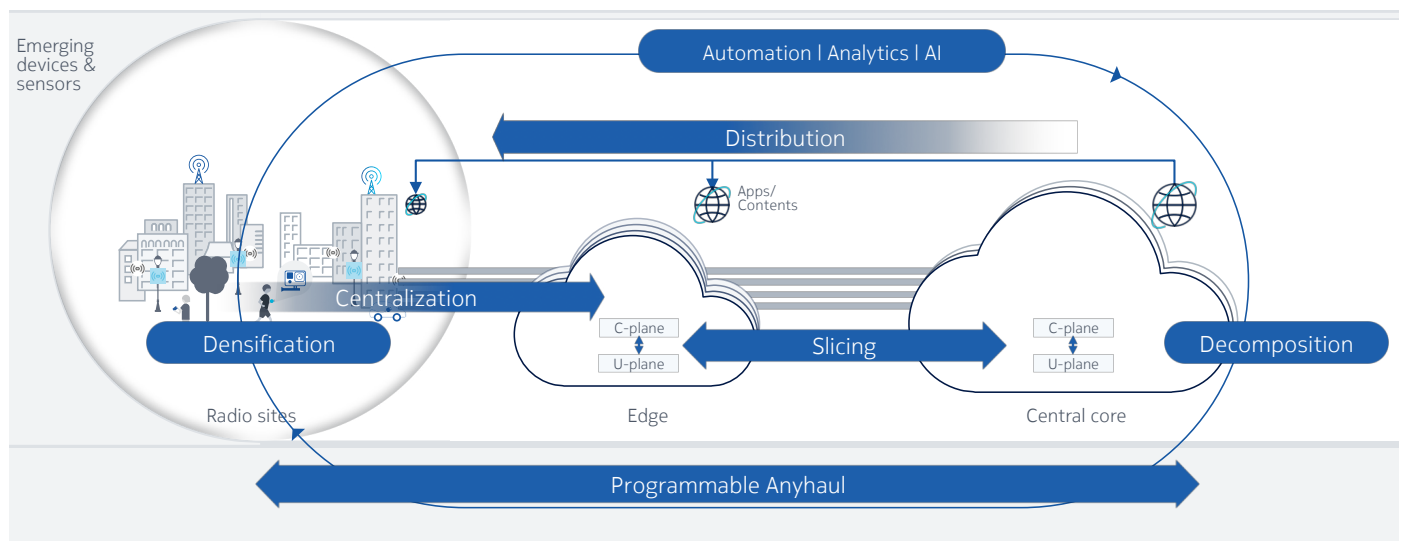 Emerging
devices &
sensors
Automation | Analytics | AI
Distribution
Apps/
Contents
Centralization
C-plane
U-plane
Slicing
C-plane
U-plane
Densification
Decomposition
Radio sites
Edge
Central core
Programmable Anyhaul